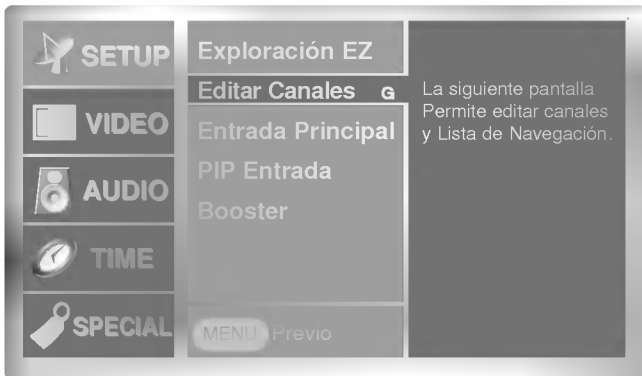 SETUP
VIDEO
AUDIO
TIME
SPECIAL
Exploración EZ
Editar Canales G
Entrada Principal
PIP Entrada
Booster
MENU Previo
La siguiente pantalla
Permite editar canales
y Lista de Navegación.